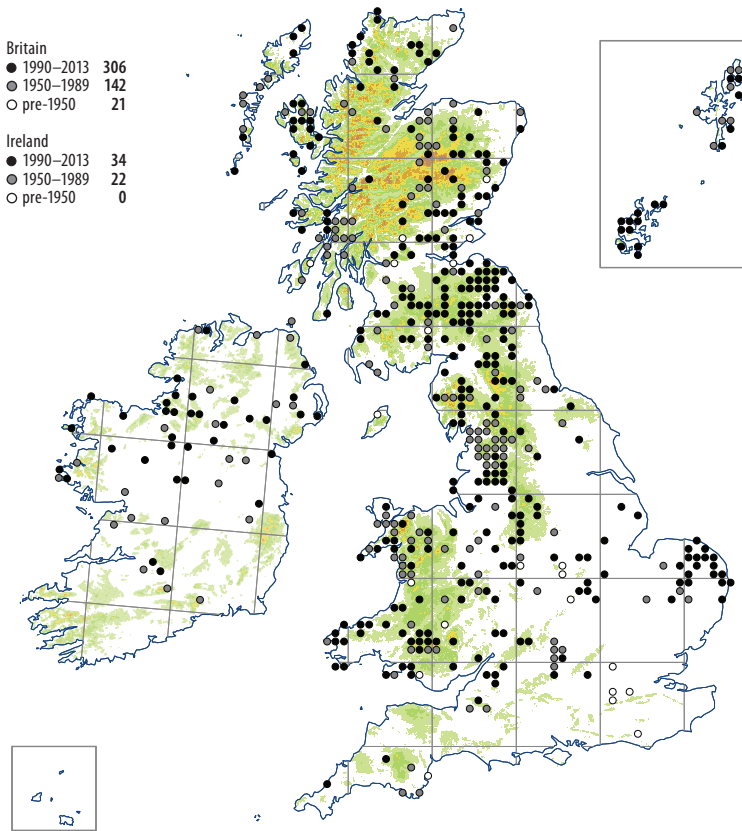 Britain
1990–2013 306
1950–1989 142
pre-1950 21
Ireland
1990–2013 34
1950–1989 22
pre-1950 0